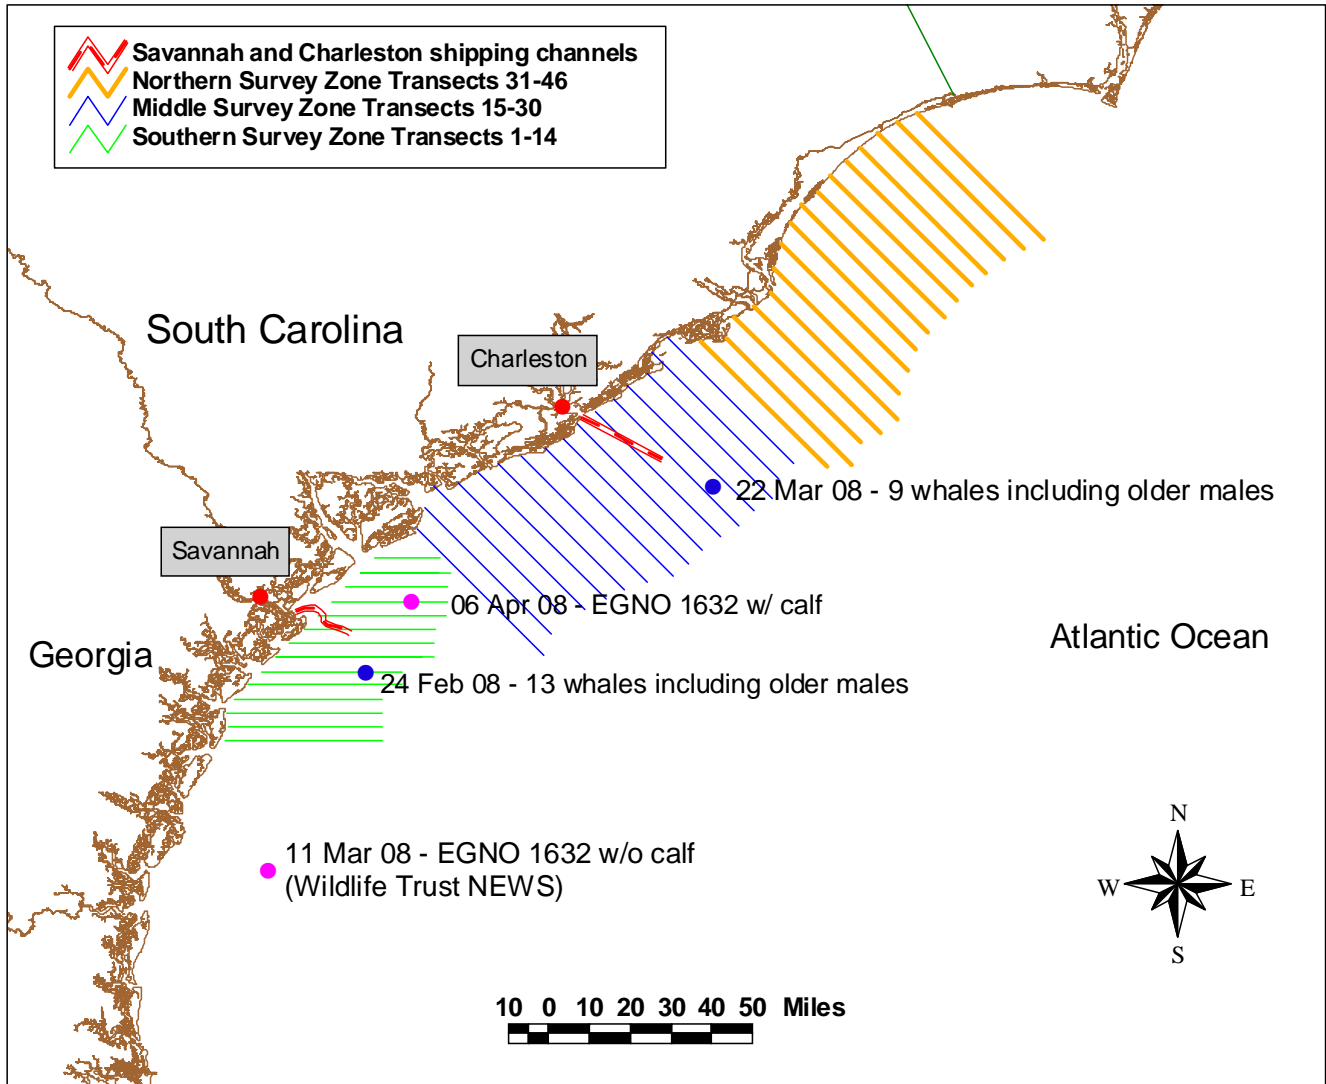 Savannah and Charleston shipping channels
Northern Survey Zone Transects 31-46
Middle Survey Zone Transects 15-30
Southern Survey Zone Transects 1-14
South Carolina
Charleston
22 Mar 08 - 9 whales including older males
Savannah
06 Apr 08 - EGNO 1632 w/ calf
Atlantic Ocean
Georgia
24 Feb 08 - 13 whales including older males
11 Mar 08 - EGNO 1632 w/o calf
(Wildlife Trust NEWS)
N
W E
S
10 0 10 20 30 40 50 Miles